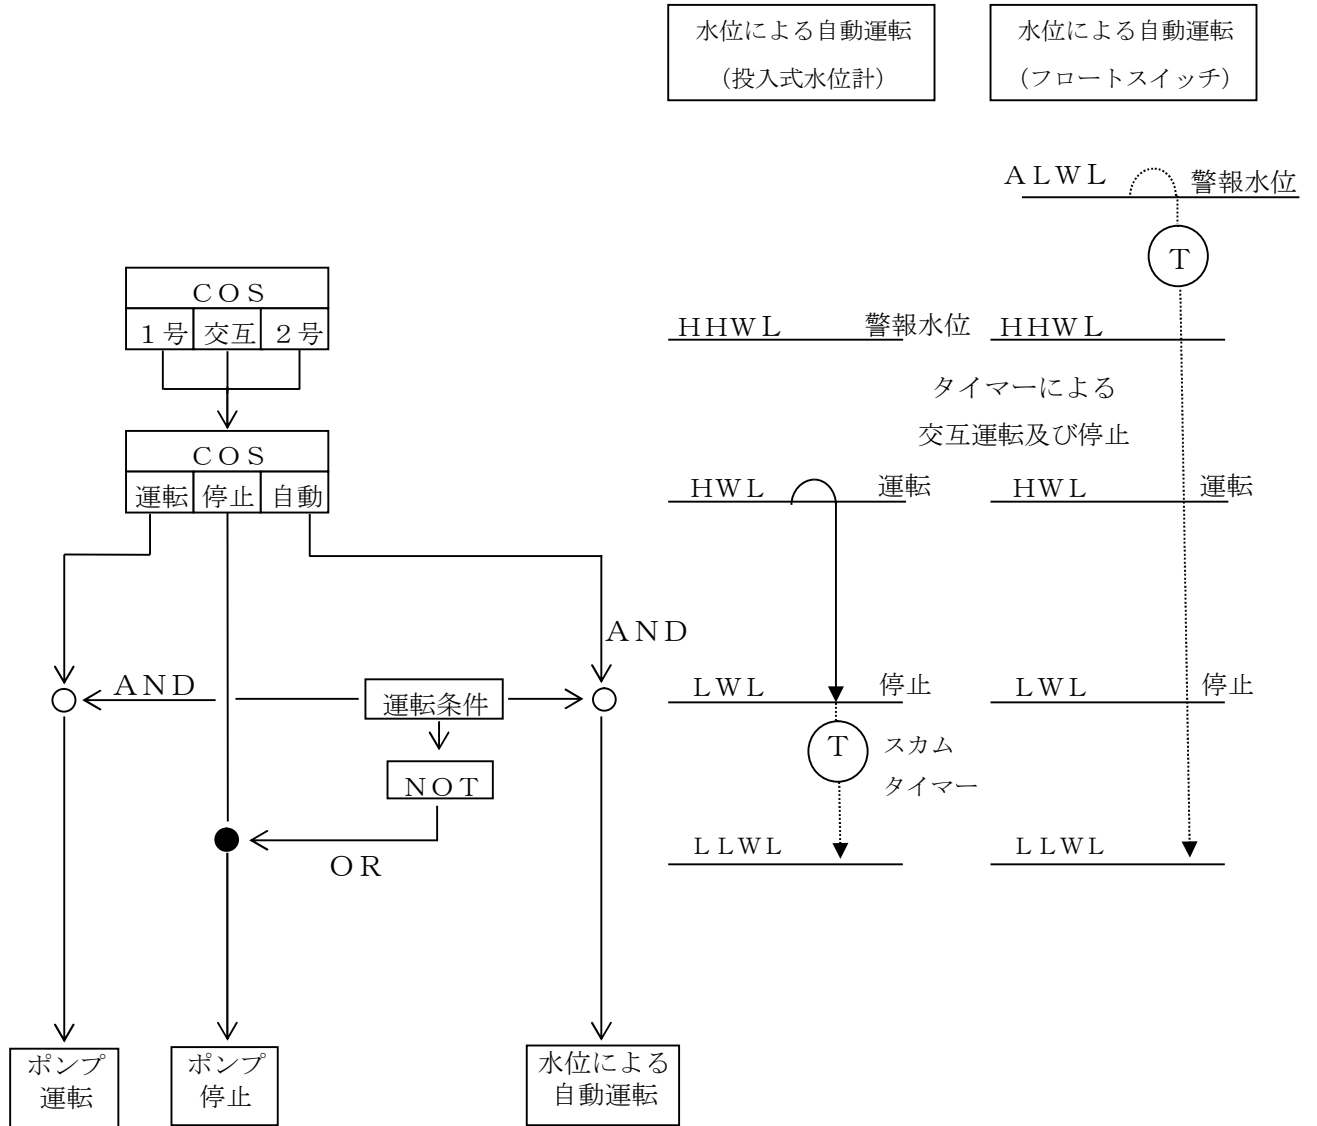 水位による自動運転
（投入式水位計）
水位による自動運転
（フロートスイッチ）
ＡＬＷＬ
警報水位
Ｔ
ＣＯＳ
１号
交互
２号
ＨＨＷＬ
警報水位
ＨＨＷＬ
タイマーによる
交互運転及び停止
ＣＯＳ
運転
停止
自動
ＨＷＬ
運転
ＨＷＬ
運転
ＡＮＤ
ＡＮＤ
運転条件
ＬＷＬ
停止
ＬＷＬ
停止
Ｔ
スカム
タイマー
ＮＯＴ
ＯＲ
ＬＬＷＬ
ＬＬＷＬ
ポンプ
運転
ポンプ
停止
水位による
自動運転